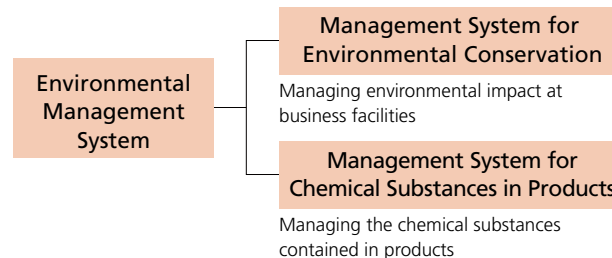 Environmental
Management
System
Management System for
Environmental Conservation
Managing environmental impact at
business facilities
Management System for
Chemical Substances in Products
Managing the chemical substances
contained in products